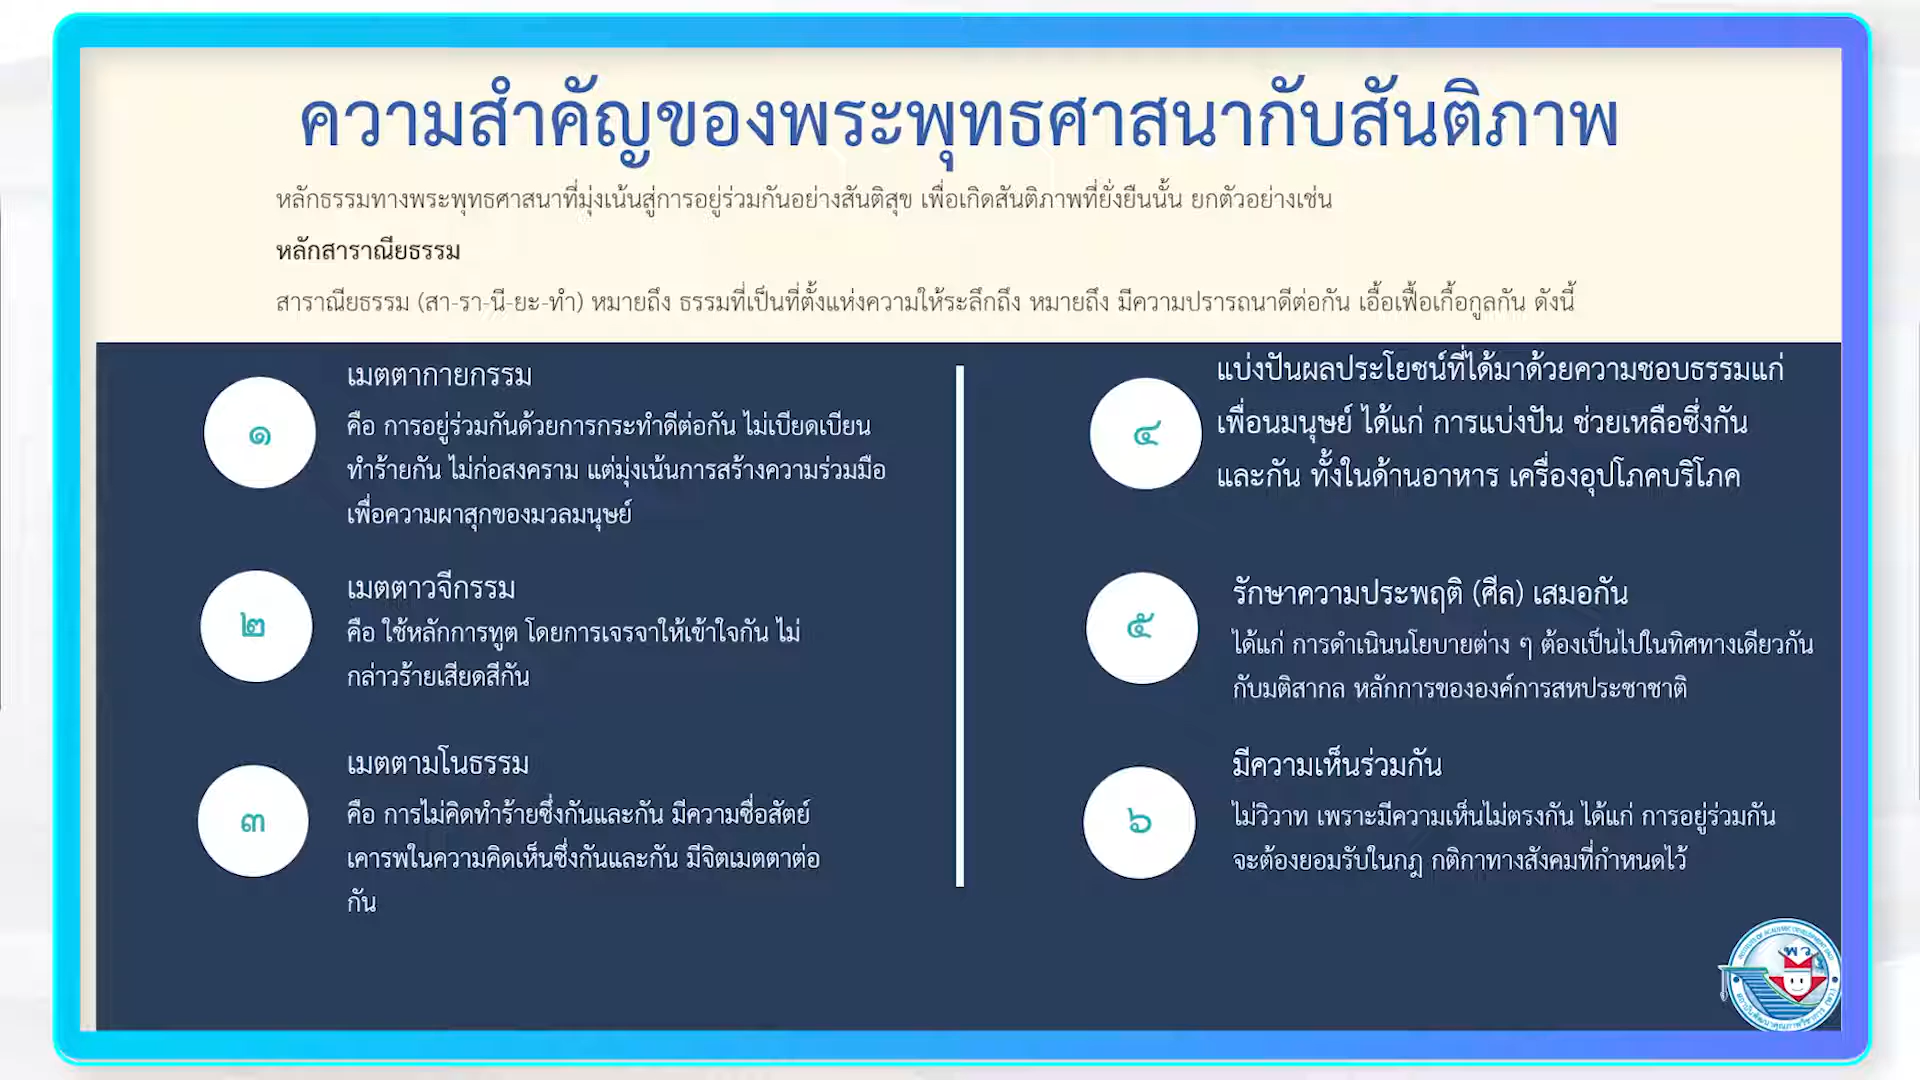 ความสำคัญของพระพุทธศาสนากับสันติภาพ
หลักธรรมทางพระพุทธศาสนาที่มุ่งเน้นสู่การอยู่ร่วมกันอย่างสันติสุข เพื่อเกิดสันติภาพที่ยั่งยืนนั้น ยกตัวอย่างเช่น
หลักสาราณียธรรม
สาราณียธรรม (สา-รา-นี-ยะ-ทำ) หมายถึง ธรรมที่เป็นที่ตั้งแห่งความให้ระลึกถึง หมายถึง มีความปรารถนาดีต่อกัน เอื้อเฟื้อเกื้อกูลกัน ดังนี้
๑
เมตตากายกรรม
คือ การอยู่ร่วมกันด้วยการกระทำดีต่อกัน ไม่เบียดเบียน
ทำร้ายกัน ไม่ก่อสงคราม แต่มุ่งเน้นการสร้างความร่วมมือ
เพื่อความผาสุกของมวลมนุษย์
๒
เมตตาวจีกรรม
คือ ใช้หลักการทูต โดยการเจรจาให้เข้าใจกัน ไม่
กล่าวร้ายเสียดสีกัน
๓
เมตตามโนธรรม
คือ การไม่คิดทำร้ายซึ่งกันและกัน มีความซื่อสัตย์
เคารพในความคิดเห็นซึ่งกันและกัน มีจิตเมตตาต่อ
กัน
๔
แบ่งปันผลประโยชน์ที่ได้มาด้วยความชอบธรรมแก่
เพื่อนมนุษย์ ได้แก่ การแบ่งปัน ช่วยเหลือซึ่งกัน
และกัน ทั้งในด้านอาหาร เครื่องอุปโภคบริโภค
๕
รักษาความประพฤติ (ศีล) เสมอกัน
ได้แก่ การดำเนินนโยบายต่าง ๆ ต้องเป็นไปในทิศทางเดียวกัน
กับมติสากล หลักการขององค์การสหประชาชาติ
๖
มีความเห็นร่วมกัน
ไม่วิวาท เพราะมีความเห็นไม่ตรงกัน ได้แก่ การอยู่ร่วมกัน
จะต้องยอมรับในกฎ กติกาทางสังคมที่กำหนดไว้